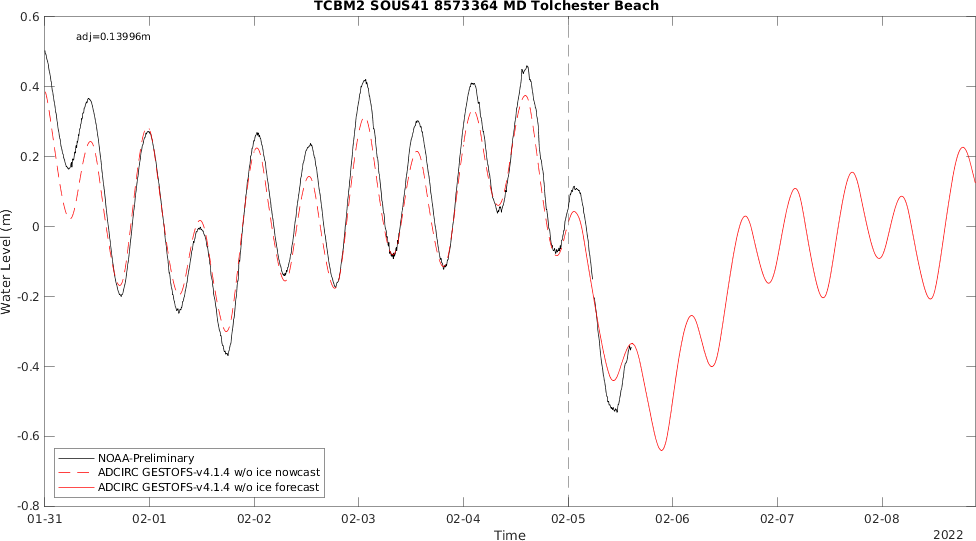 TCBM2 SOUS41 8573364 MD Tolchester Beach
adj=0.13996m
0.6
0.4
0.2
0
-0.2
-0.4
-0.6
-0.8
Water Level (m)
NOAA-Preliminary
ADCIRC GESTOFS-v4.1.4 w/o ice nowcast
ADCIRC GESTOFS-v4.1.4 w/o ice forecast
01-31 02-01 02-02 02-03 02-04 02-05 02-06 02-07 02-08
Time
2022